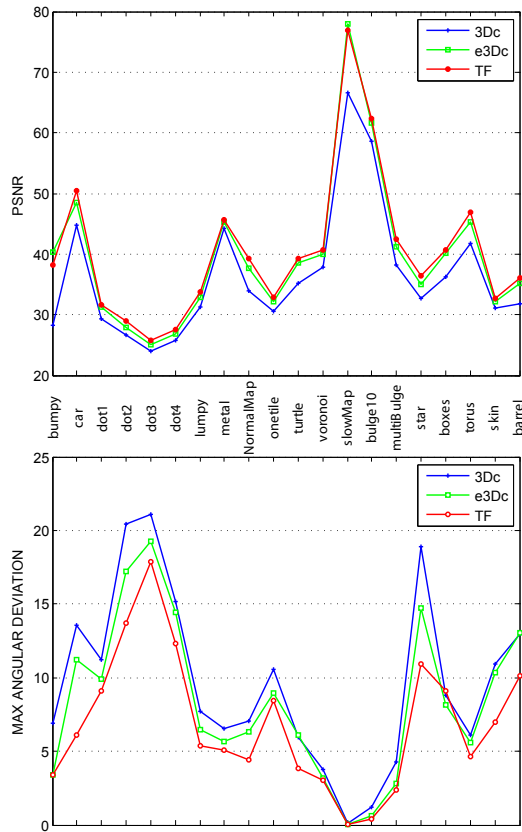 80
70
60
50
40
30
20
PSNR
3Dc
e3Dc
TF
bumpy
car
dot1
dot2
dot3
dot4
lumpy
metal
NormalMap
onetile
turtle
voronoi
slowMap
bulge10
multiBulge
star
boxes
torus
skin
barrel
25
20
15
10
5
0
MAX ANGULAR DEVIATION
3Dc
e3Dc
TF